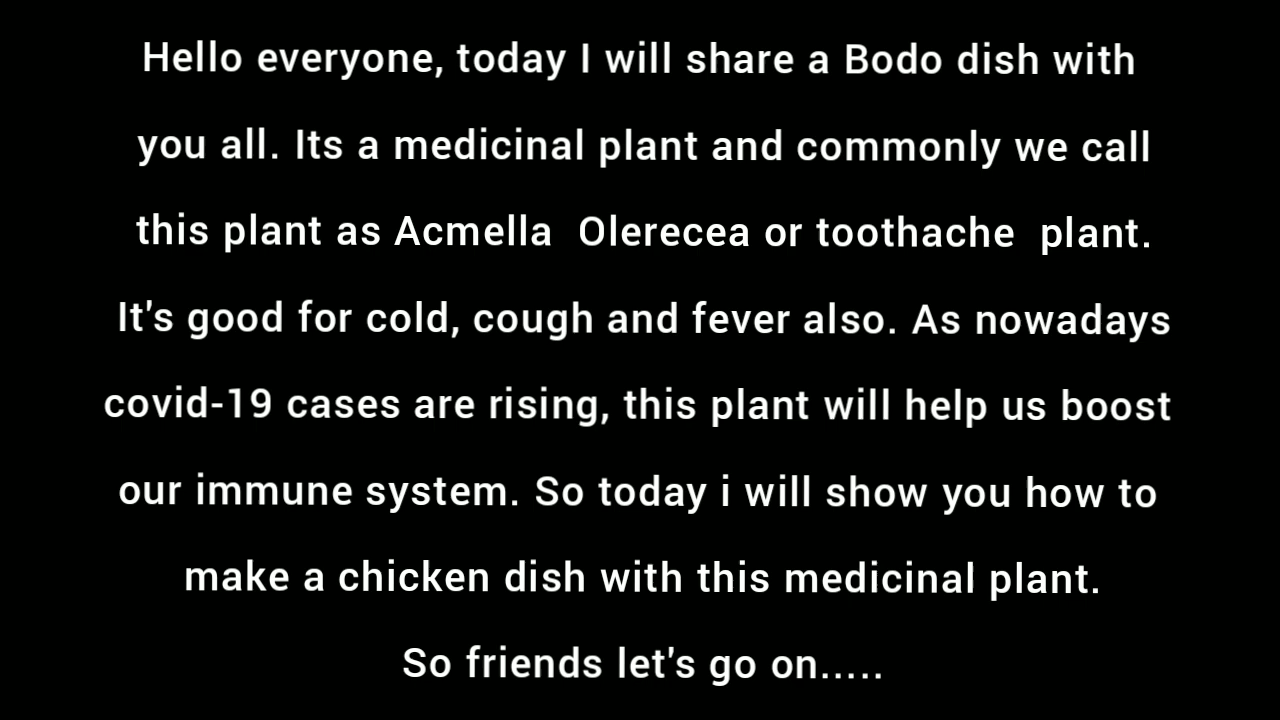 Hello everyone, today I will share a Bodo dish with
you all. Its a medicinal plant and commonly we call
this plant as Acmella Olerecea or toothache plant.
It's good for cold, cough and fever also. As nowadays
covid-19 cases are rising, this plant will help us boost
our immune system. So today i will show you how to
make a chicken dish with this medicinal plant.
So friends let's go on.....